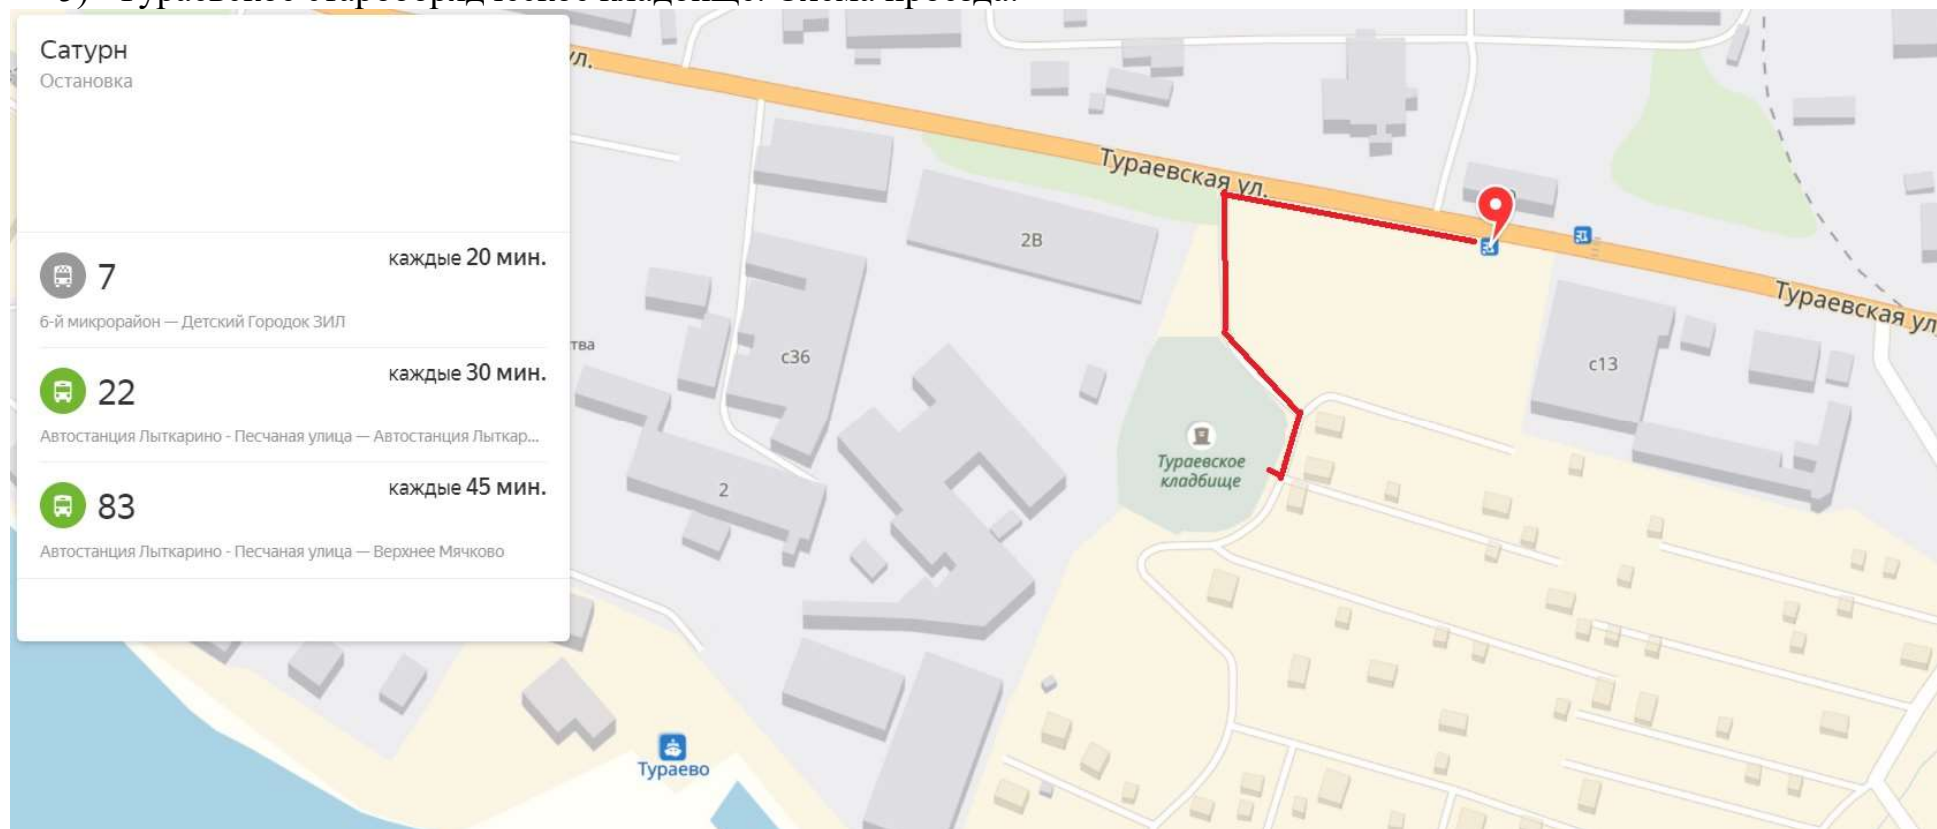 Сатурн
Остановка
7
каждые 20 мин.
6-й микрорайон — Детский Городок ЗИЛ
22
каждые 30 мин.
Автостанция Лыткарино - Песчаная улица — Автостанция Лыткар...
83
каждые 45 мин.
Автостанция Лыткарино - Песчаная улица — Верхнее Мячково
ул.
Тураевская ул.
2В
Тураевская ул
тва
с36
с13
Тураевское
кладбище
2
Тураево